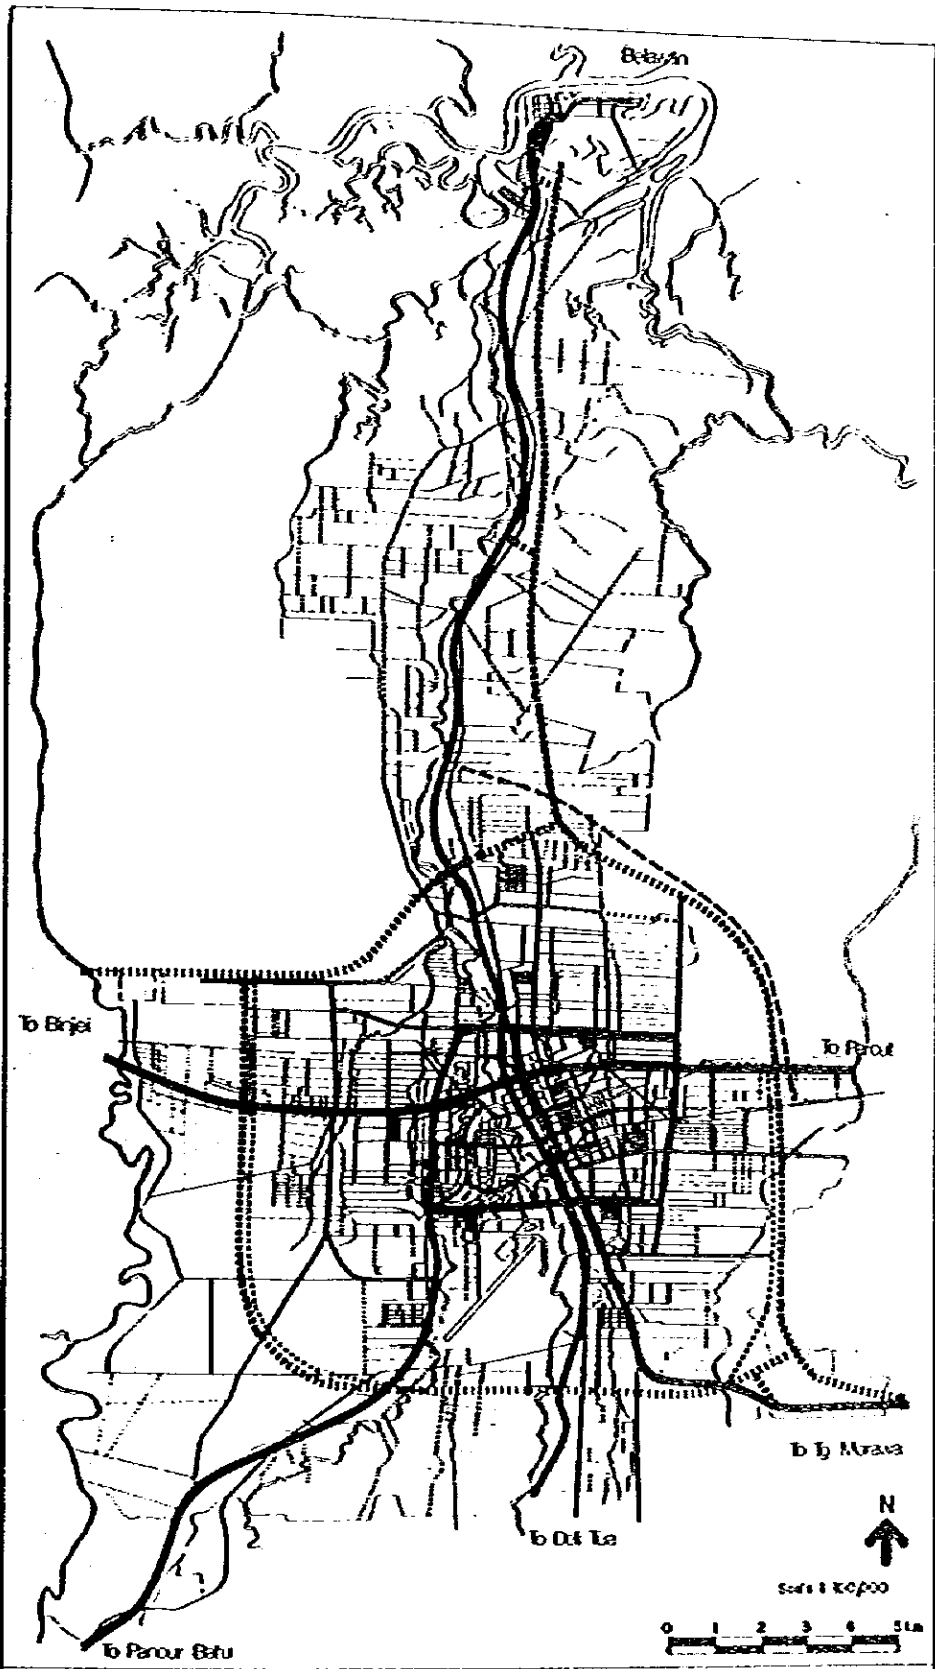 Belawan
To Binjei
To Percut
To Tg Morawa
N
To Deli Tua
0 1 2 3 4 5 km
To Pancur Batu